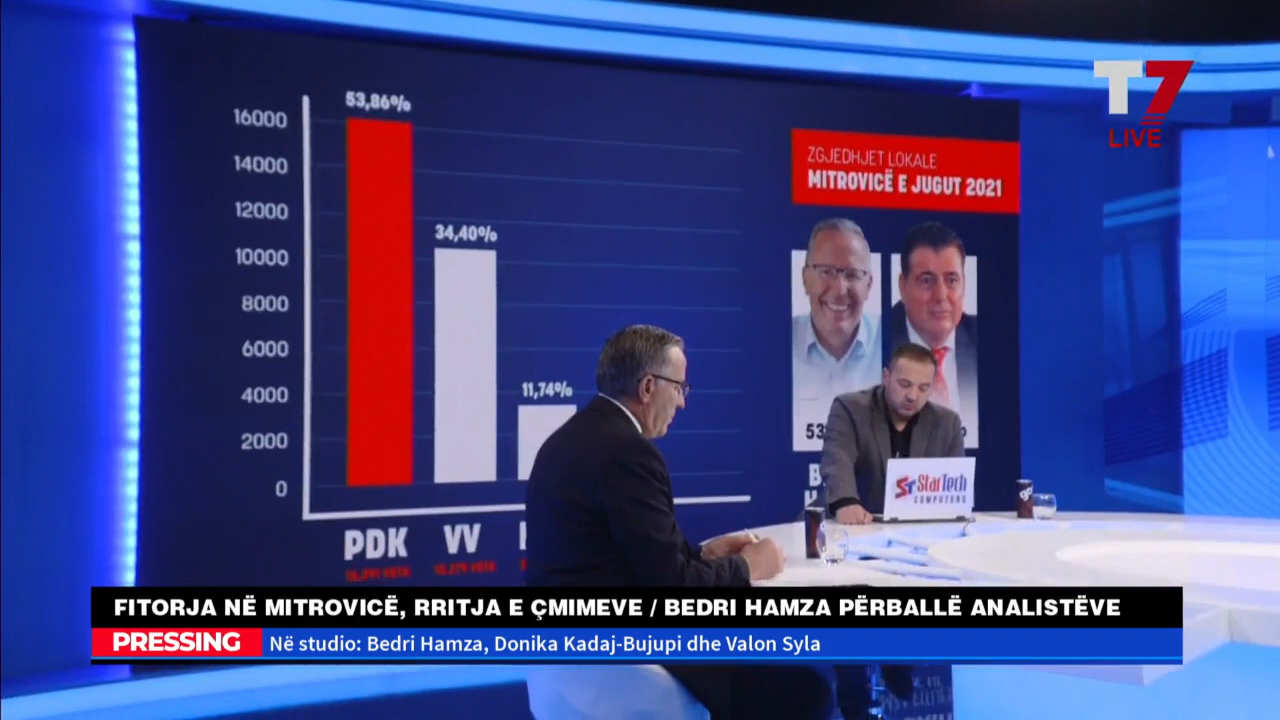 T7
LIVE
53,86%
16000
14000
12000
10000
8000
6000
4000
2000
0
34,40%
11,74%
PDK
VV
ZGJEDHJET LOKALE
MITROVICË E JUGUT 2021
StarTech
COMPUTERS
FITORJA NË MITROVICË, RRITJA E ÇMIMEVE / BEDRI HAMZA PËRBALLË ANALISTËVE
PRESSING
Në studio: Bedri Hamza, Donika Kadaj-Bujupi dhe Valon Syla